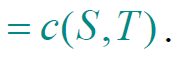 = c(S,T).